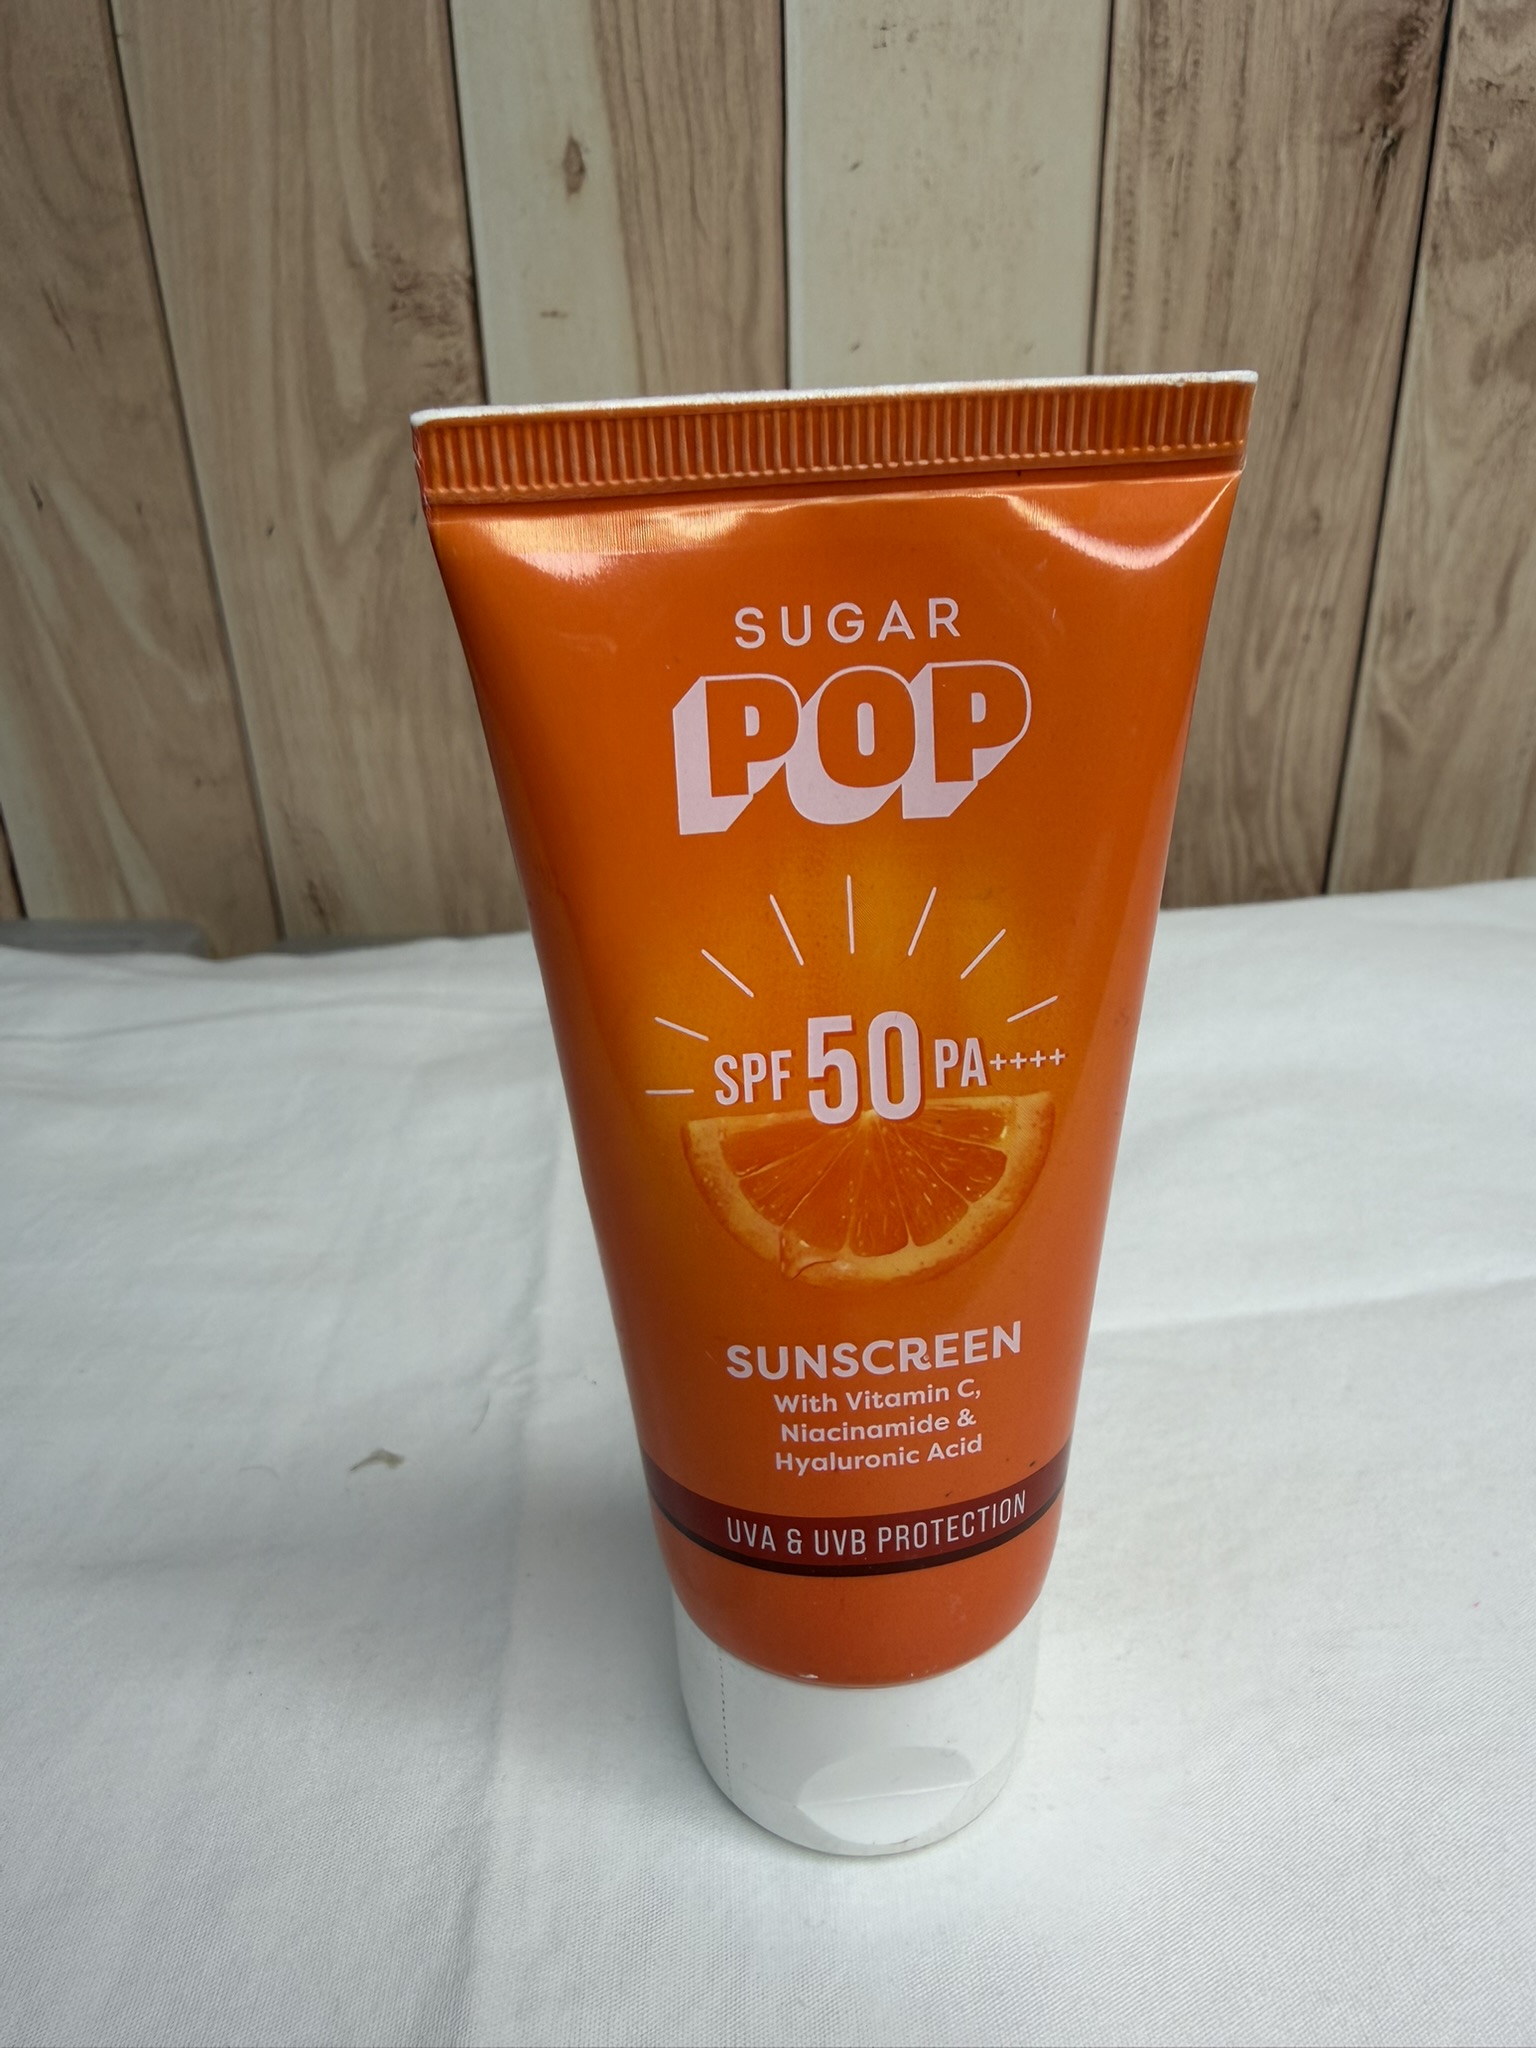 SUGAR
POP
SPF 50 PA++++
SUNSCREEN
With Vitamin C,
Niacinamide &
Hyaluronic Acid
UVA & UVB PROTECTION